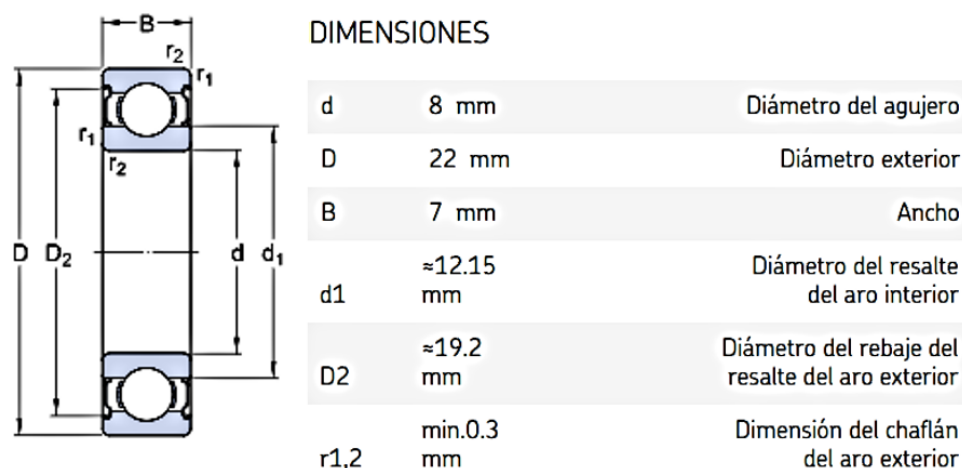 B
r2
r1
r1
r2
D D2 d d1
DIMENSIONES
d 8 mm Diámetro del agujero
D 22 mm Diámetro exterior
B 7 mm Ancho
≈12.15 Diámetro del resalte
d1 mm del aro interior
≈19.2 Diámetro del rebaje del
D2 mm resalte del aro exterior
min.0.3 Dimensión del chaflán
r1,2 mm del aro exterior